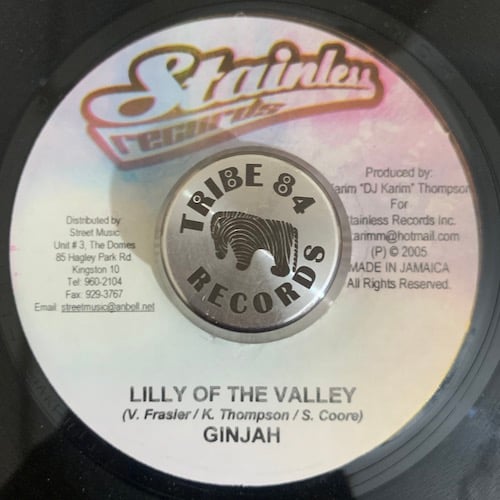 Stainless
records
TRIBE 84
RECORDS
Distributed by:
Street Music
Unit # 3, The Domes
85 Hagley Park Rd.
Kingston 10
Tel: 960-2104
Fax: 929-3767
Email: streetmusic@anbell.net
Produced by:
arim "DJ Karim" Thompson
For
tainless Records Inc.
karimm@hotmail.com
(P) © 2005
MADE IN JAMAICA
All Rights Reserved.
LILLY OF THE VALLEY
(V. Frasier / K. Thompson / S. Coore)
GINJAH